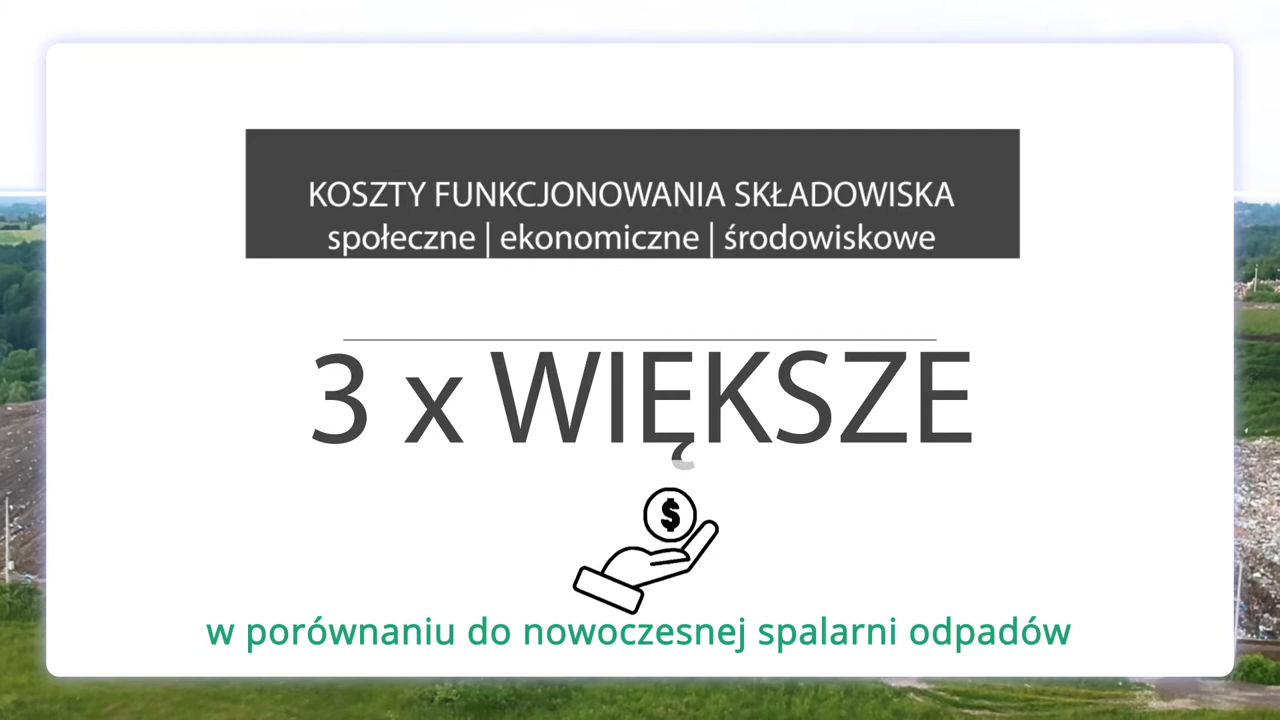 KOSZTY FUNKCJONOWANIA SKŁADOWISKA
społeczne | ekonomiczne | środowiskowe
3 x WIĘKSZE
$
w porównaniu do nowoczesnej spalarni odpadów